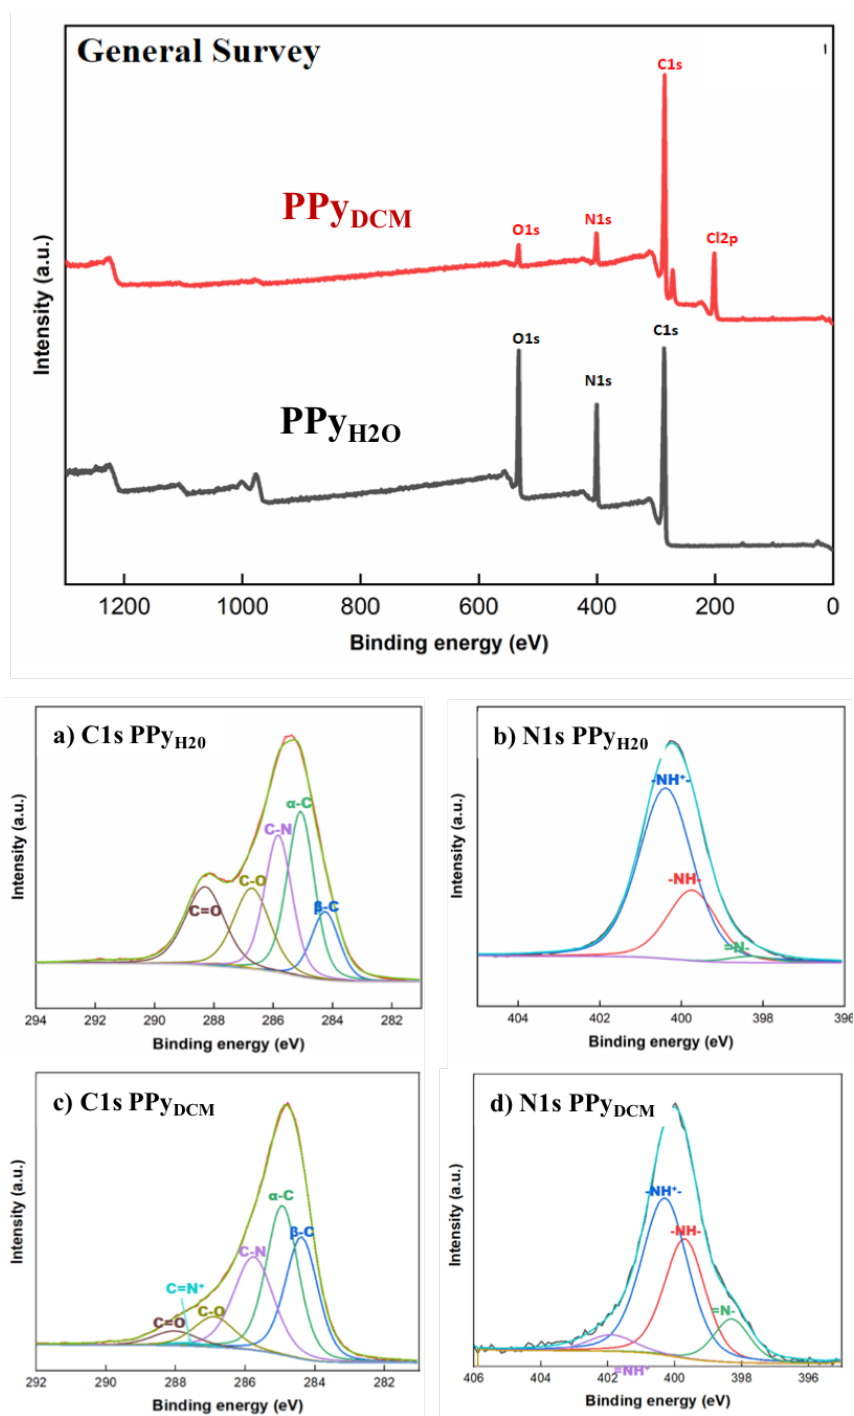 General Survey
C1s
PPyDCM
O1s
N1s
Cl2p
Intensity (a.u.)
C1s
O1s
N1s
PPyH2O
1200 1000 800 600 400 200 0
Binding energy (eV)
a) C1s PPyH20
α-C
C-N
C-O
C=O
β-C
Intensity (a.u.)
294 292 290 288 286 284 282
Binding energy (eV)
b) N1s PPyH20
-NH⁺-
-NH-
=N-
Intensity (a.u.)
404 402 400 398 396
Binding energy (eV)
c) C1s PPyDCM
α-C
β-C
C-N
C=N⁺
C-O
C=O
Intensity (a.u.)
292 290 288 286 284 282
Binding energy (eV)
d) N1s PPyDCM
-NH⁺-
-NH-
=N-
=NH⁺
Intensity (a.u.)
406 404 402 400 398 396
Binding energy (eV)